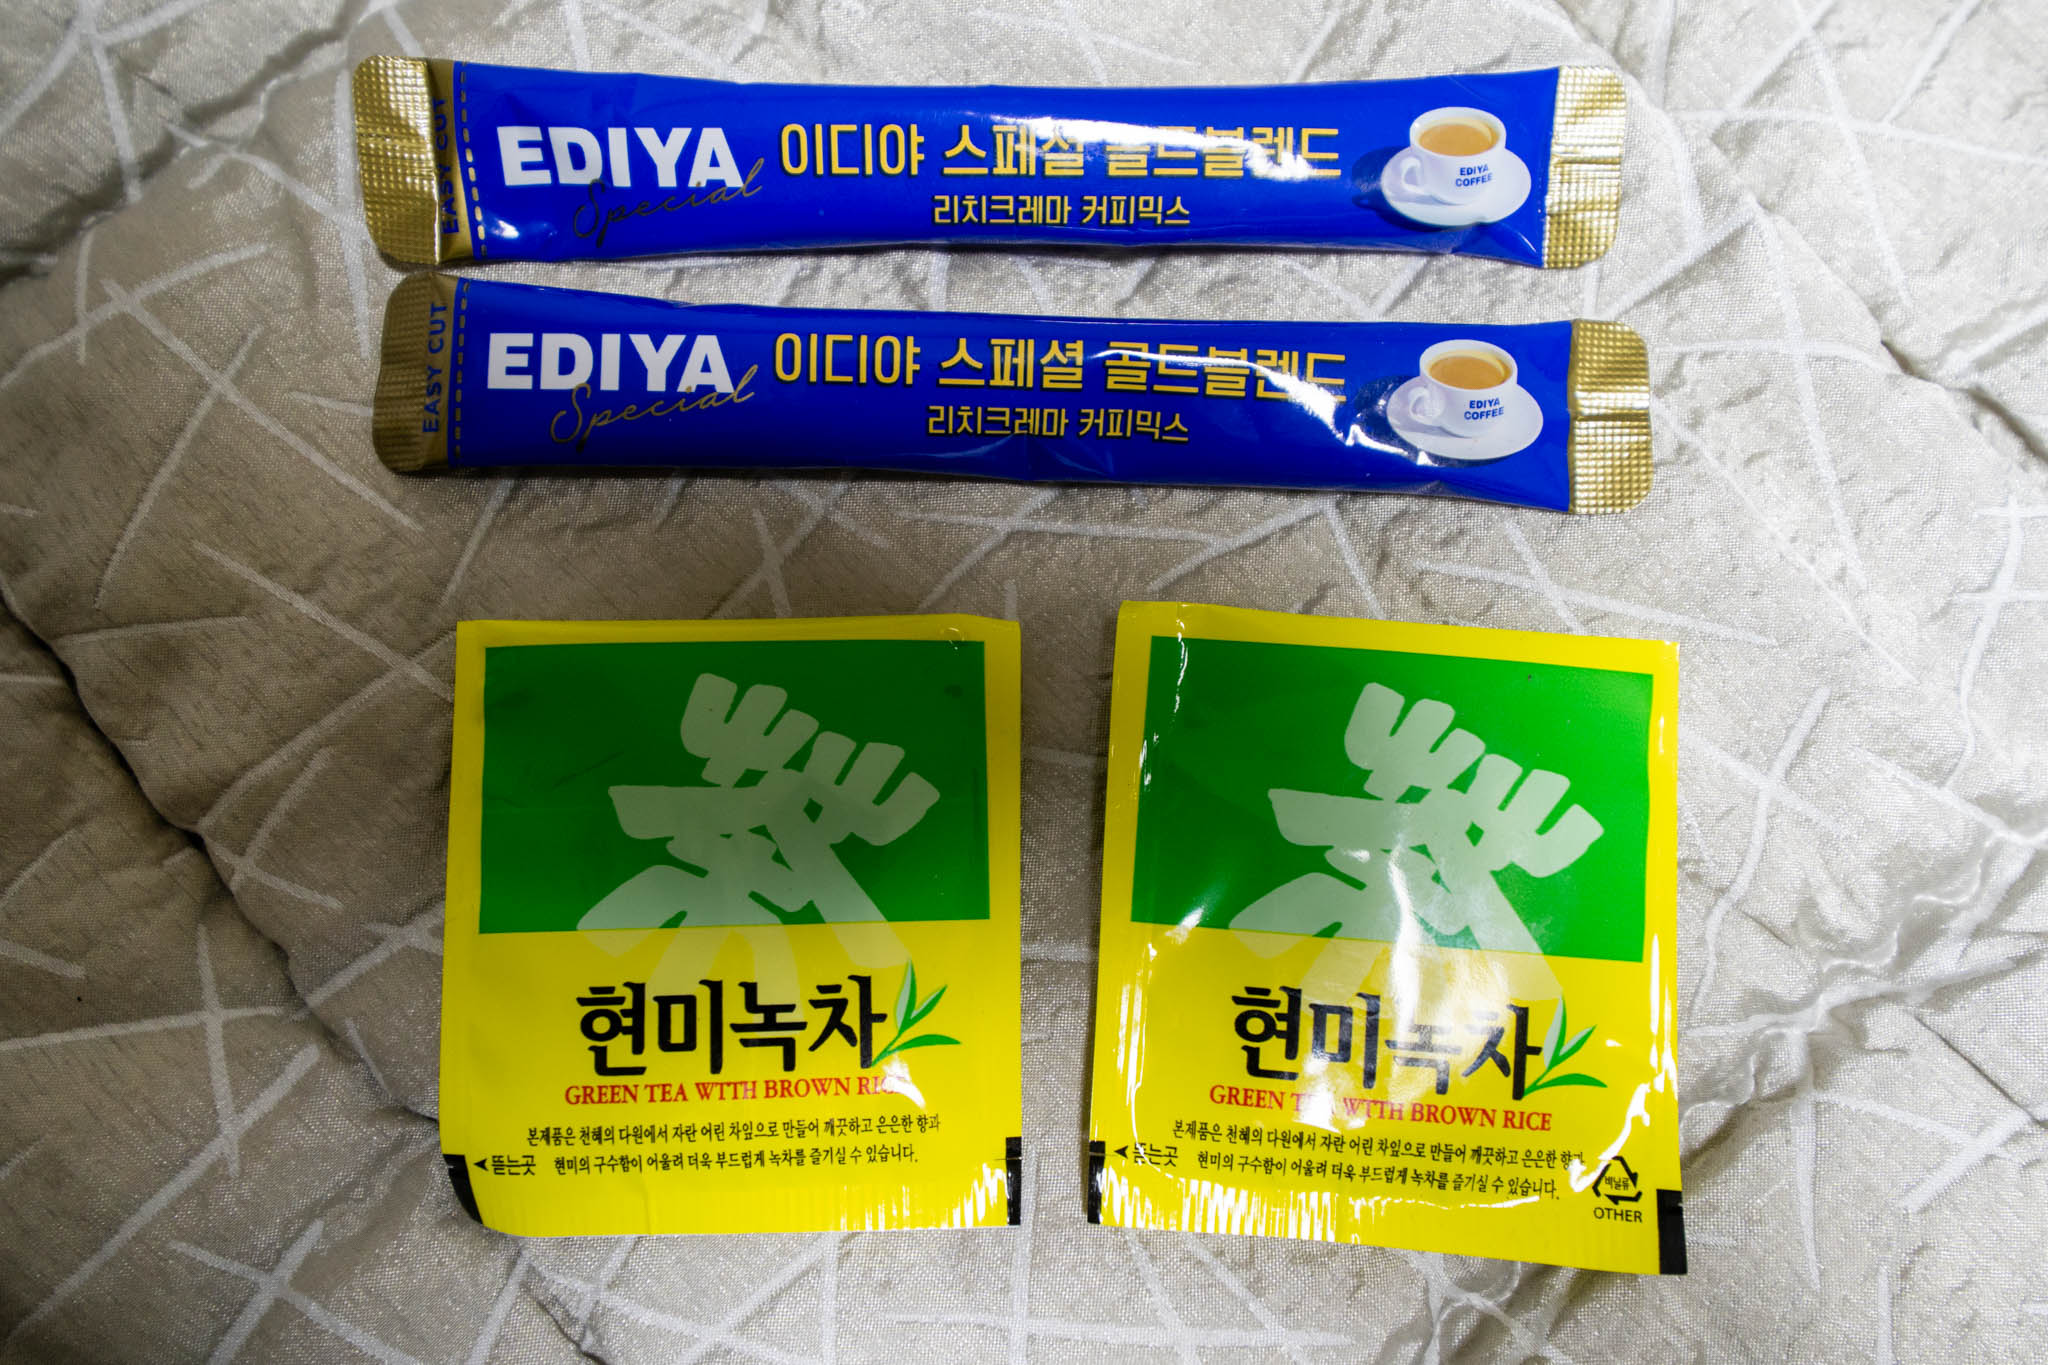 EASY CUT
EDIYA
Special
이디야 스페셜 골드블렌드
리치크레마 커피믹스
EDIYA
COFFEE
EASY CUT
EDIYA
Special
이디야 스페셜 골드블렌드
리치크레마 커피믹스
EDIYA
COFFEE
茶
현미녹차
GREEN TEA WTTH BROWN RICE
본제품은 천혜의 다원에서 자란 어린 차잎으로 만들어 깨끗하고 은은한 향과
뜯는곳 현미의 구수함이 어울려 더욱 부드럽게 녹차를 즐기실 수 있습니다.
茶
현미녹차
GREEN TEA WTTH BROWN RICE
본제품은 천혜의 다원에서 자란 어린 차잎으로 만들어 깨끗하고 은은한 향과
뜯는곳 현미의 구수함이 어울려 더욱 부드럽게 녹차를 즐기실 수 있습니다.
비닐류
OTHER